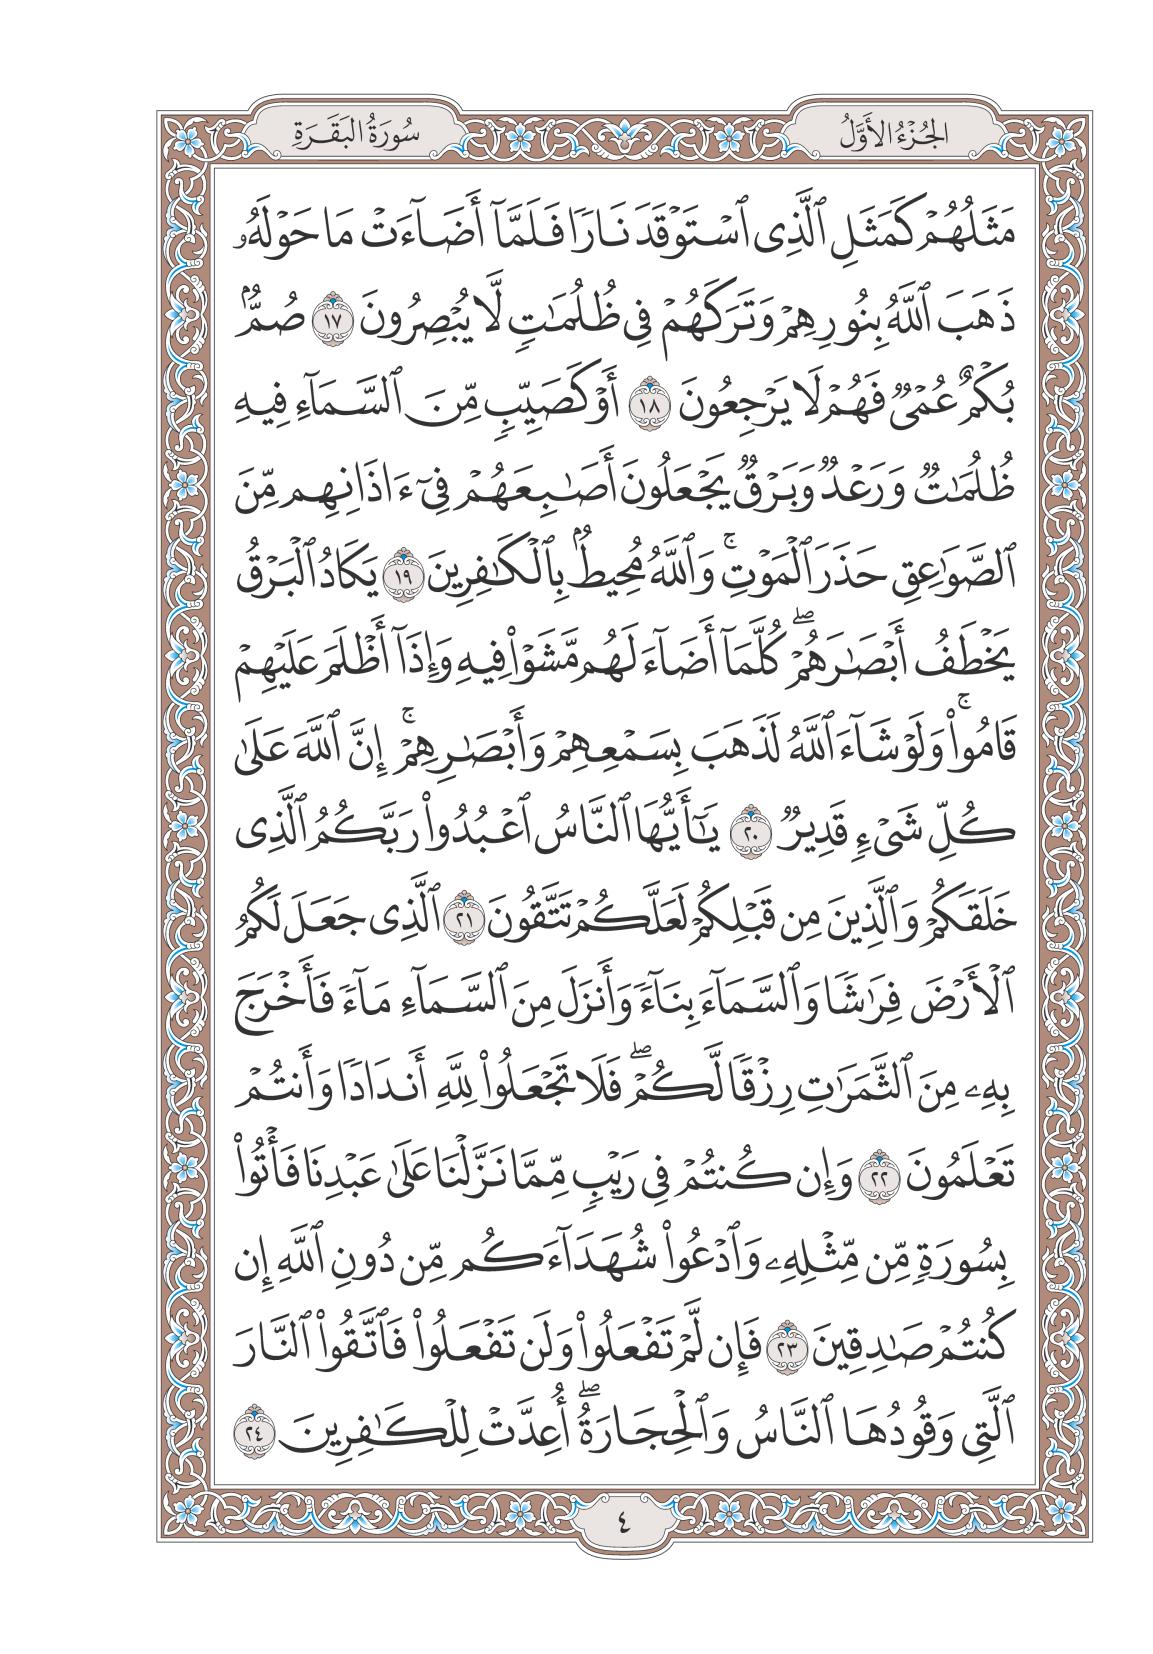 الجُزْءُ الأَوَّلُ
سُورَةُ البَقَرَةِ
مَثَلُهُمْ كَمَثَلِ ٱلَّذِى ٱسْتَوْقَدَ نَارًا فَلَمَّآ أَضَآءَتْ مَا حَوْلَهُۥ
ذَهَبَ ٱللَّهُ بِنُورِهِمْ وَتَرَكَهُمْ فِى ظُلُمَٰتٍ لَّا يُبْصِرُونَ ١٧ صُمٌّۢ
بُكْمٌ عُمْىٌ فَهُمْ لَا يَرْجِعُونَ ١٨ أَوْ كَصَيِّبٍ مِّنَ ٱلسَّمَآءِ فِيهِ
ظُلُمَٰتٌ وَرَعْدٌ وَبَرْقٌ يَجْعَلُونَ أَصَٰبِعَهُمْ فِىٓ ءَاذَانِهِم مِّنَ
ٱلصَّوَٰعِقِ حَذَرَ ٱلْمَوْتِ ۚ وَٱللَّهُ مُحِيطٌۢ بِٱلْكَٰفِرِينَ ١٩ يَكَادُ ٱلْبَرْقُ
يَخْطَفُ أَبْصَٰرَهُمْ ۖ كُلَّمَآ أَضَآءَ لَهُم مَّشَوْا۟ فِيهِ وَإِذَآ أَظْلَمَ عَلَيْهِمْ
قَامُوا۟ ۚ وَلَوْ شَآءَ ٱللَّهُ لَذَهَبَ بِسَمْعِهِمْ وَأَبْصَٰرِهِمْ ۚ إِنَّ ٱللَّهَ عَلَىٰ
كُلِّ شَىْءٍ قَدِيرٌ ٢٠ يَٰٓأَيُّهَا ٱلنَّاسُ ٱعْبُدُوا۟ رَبَّكُمُ ٱلَّذِى
خَلَقَكُمْ وَٱلَّذِينَ مِن قَبْلِكُمْ لَعَلَّكُمْ تَتَّقُونَ ٢١ ٱلَّذِى جَعَلَ لَكُمُ
ٱلْأَرْضَ فِرَٰشًا وَٱلسَّمَآءَ بِنَآءً وَأَنزَلَ مِنَ ٱلسَّمَآءِ مَآءً فَأَخْرَجَ
بِهِۦ مِنَ ٱلثَّمَرَٰتِ رِزْقًا لَّكُمْ ۖ فَلَا تَجْعَلُوا۟ لِلَّهِ أَندَادًا وَأَنتُمْ
تَعْلَمُونَ ٢٢ وَإِن كُنتُمْ فِى رَيْبٍ مِّمَّا نَزَّلْنَا عَلَىٰ عَبْدِنَا فَأْتُوا۟
بِسُورَةٍ مِّن مِّثْلِهِۦ وَٱدْعُوا۟ شُهَدَآءَكُم مِّن دُونِ ٱللَّهِ إِن
كُنتُمْ صَٰدِقِينَ ٢٣ فَإِن لَّمْ تَفْعَلُوا۟ وَلَن تَفْعَلُوا۟ فَٱتَّقُوا۟ ٱلنَّارَ
ٱلَّتِى وَقُودُهَا ٱلنَّاسُ وَٱلْحِجَارَةُ ۖ أُعِدَّتْ لِلْكَٰفِرِينَ ٢٤
٤